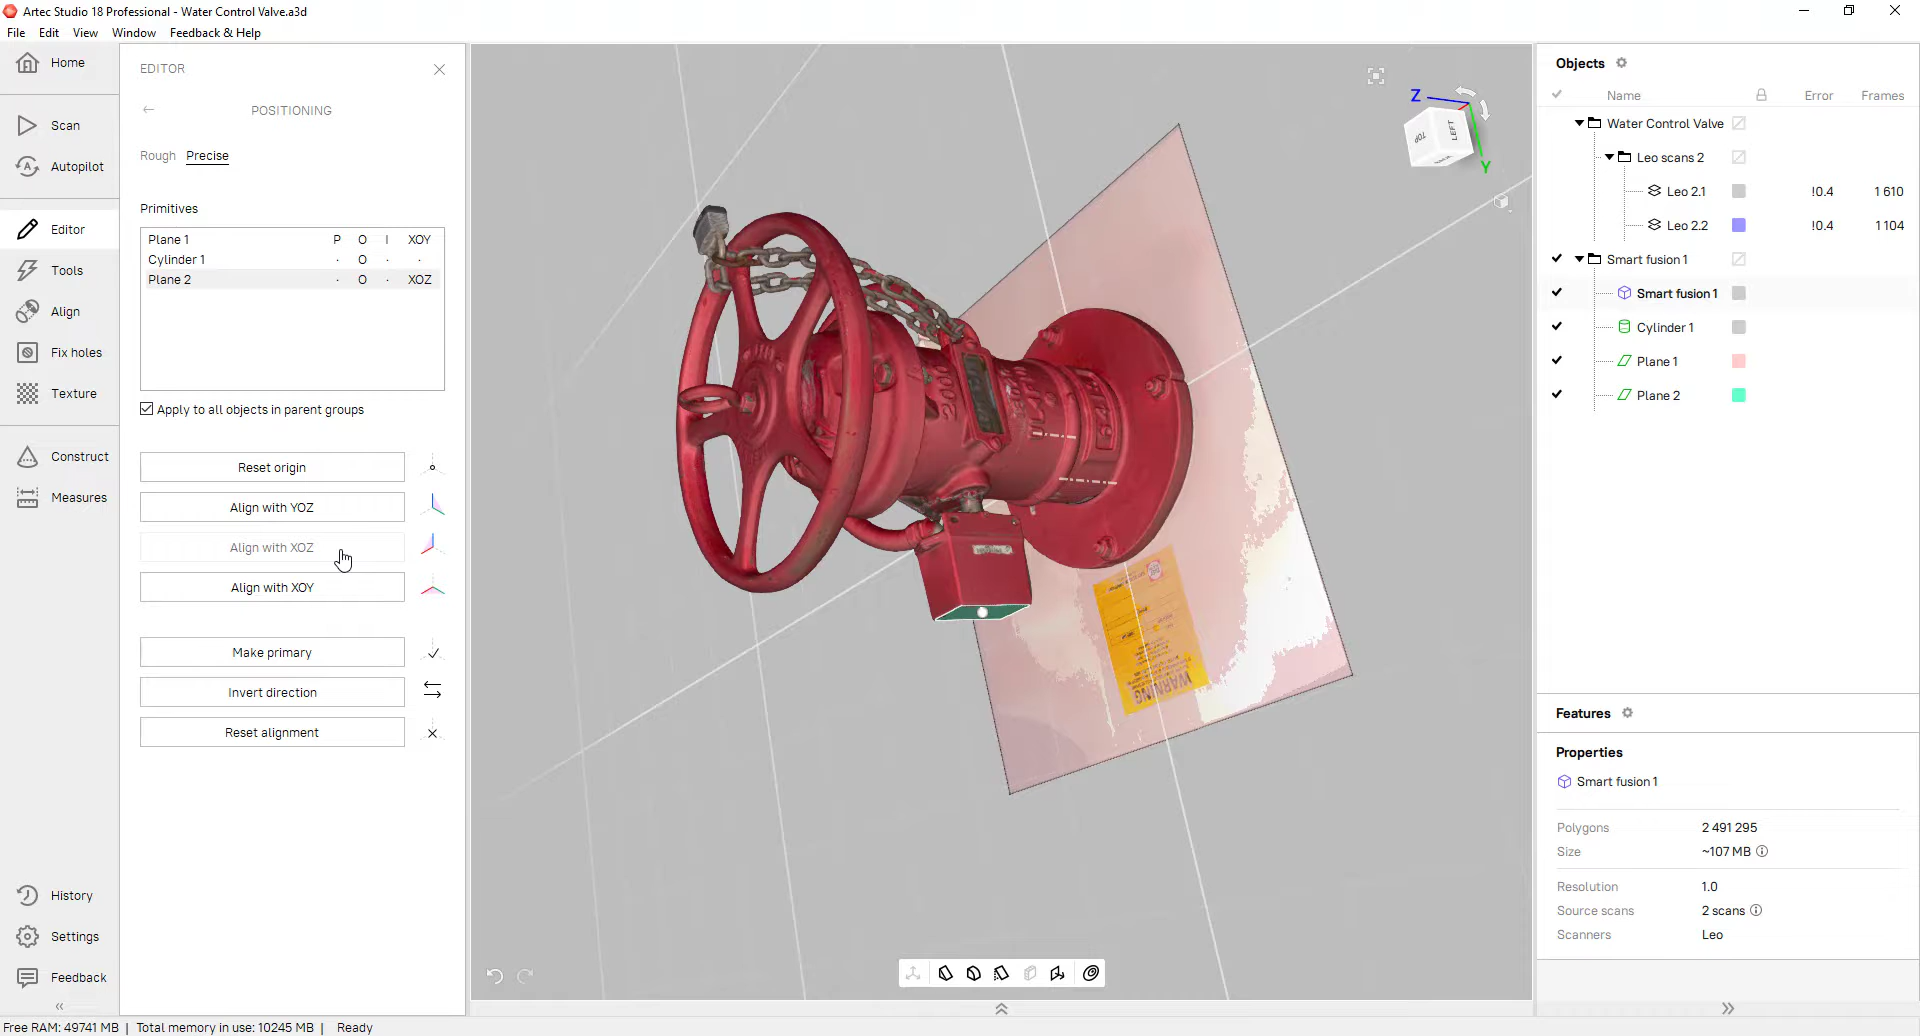 Artec Studio 18 Professional - Water Control Valve.a3d
File Edit View Window Feedback & Help
Home
Scan
Autopilot
Editor
Tools
Align
Fix holes
Texture
Construct
Measures
History
Settings
Feedback
«
EDITOR
POSITIONING
Rough Precise
Primitives
Plane 1 P O I XOY
Cylinder 1 · O · ·
Plane 2 · O · XOZ
Apply to all objects in parent groups
Reset origin
Align with YOZ
Align with XOZ
Align with XOY
Make primary
Invert direction
Reset alignment
Z
TOP
LEFT
Y
200
WARNING
Objects
Name Error Frames
Water Control Valve
Leo scans 2
Leo 2.1 !0.4 1 610
Leo 2.2 !0.4 1 104
Smart fusion 1
Smart fusion 1
Cylinder 1
Plane 1
Plane 2
Features
Properties
Smart fusion 1
Polygons 2 491 295
Size ~107 MB
Resolution 1.0
Source scans 2 scans
Scanners Leo
»
Free RAM: 49741 MB | Total memory in use: 10245 MB | Ready